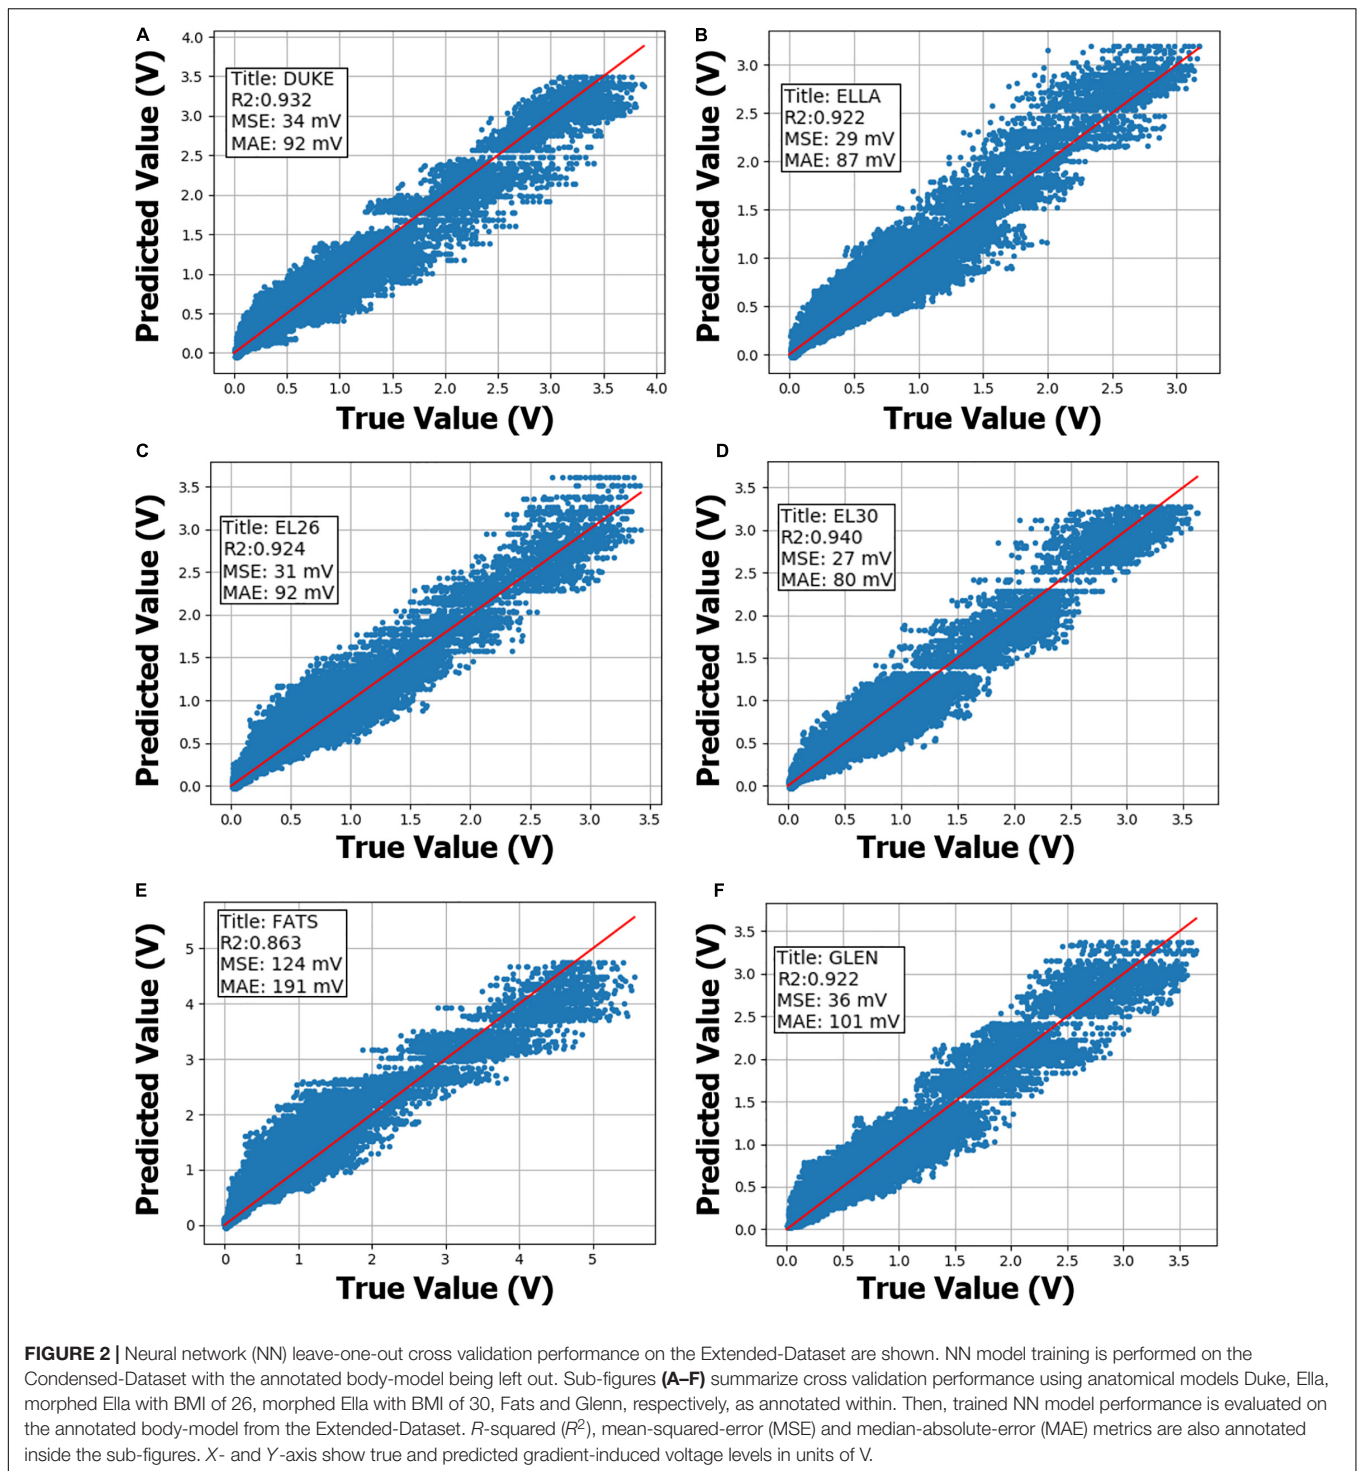 A
4.0
3.5
3.0
2.5
2.0
1.5
1.0
0.5
0.0
Predicted Value (V)
Title: DUKE
R2:0.932
MSE: 34 mV
MAE: 92 mV
0.0 0.5 1.0 1.5 2.0 2.5 3.0 3.5 4.0
True Value (V)
B
3.0
2.5
2.0
1.5
1.0
0.5
0.0
Predicted Value (V)
Title: ELLA
R2:0.922
MSE: 29 mV
MAE: 87 mV
0.0 0.5 1.0 1.5 2.0 2.5 3.0
True Value (V)
C
3.5
3.0
2.5
2.0
1.5
1.0
0.5
0.0
Predicted Value (V)
Title: EL26
R2:0.924
MSE: 31 mV
MAE: 92 mV
0.0 0.5 1.0 1.5 2.0 2.5 3.0 3.5
True Value (V)
D
3.5
3.0
2.5
2.0
1.5
1.0
0.5
0.0
Predicted Value (V)
Title: EL30
R2:0.940
MSE: 27 mV
MAE: 80 mV
0.0 0.5 1.0 1.5 2.0 2.5 3.0 3.5
True Value (V)
E
5
4
3
2
1
0
Predicted Value (V)
Title: FATS
R2:0.863
MSE: 124 mV
MAE: 191 mV
0 1 2 3 4 5
True Value (V)
F
3.5
3.0
2.5
2.0
1.5
1.0
0.5
0.0
Predicted Value (V)
Title: GLEN
R2:0.922
MSE: 36 mV
MAE: 101 mV
0.0 0.5 1.0 1.5 2.0 2.5 3.0 3.5
True Value (V)
FIGURE 2 | Neural network (NN) leave-one-out cross validation performance on the Extended-Dataset are shown. NN model training is performed on the
Condensed-Dataset with the annotated body-model being left out. Sub-figures (A–F) summarize cross validation performance using anatomical models Duke, Ella,
morphed Ella with BMI of 26, morphed Ella with BMI of 30, Fats and Glenn, respectively, as annotated within. Then, trained NN model performance is evaluated on
the annotated body-model from the Extended-Dataset. R-squared (R²), mean-squared-error (MSE) and median-absolute-error (MAE) metrics are also annotated
inside the sub-figures. X- and Y-axis show true and predicted gradient-induced voltage levels in units of V.